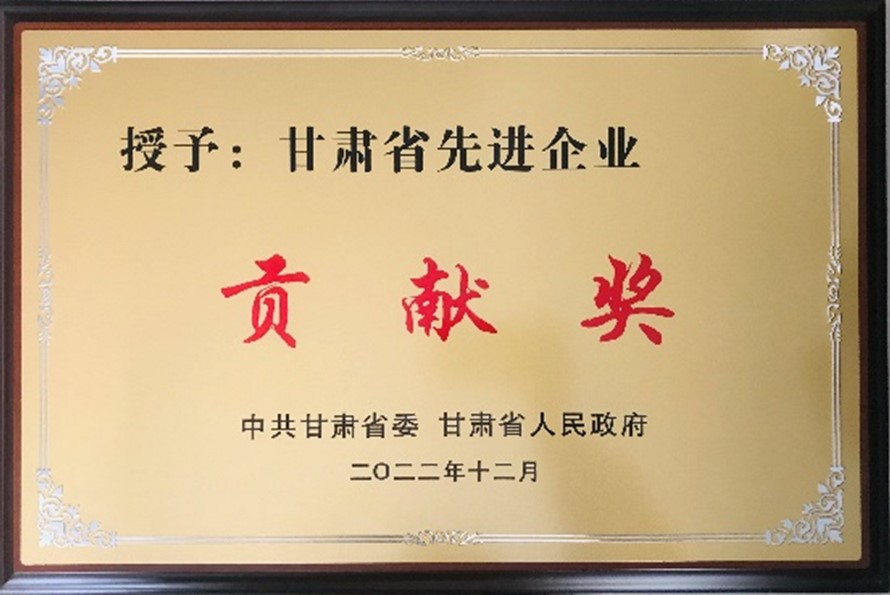 授予：甘肃省先进企业
贡献奖
中共甘肃省委 甘肃省人民政府
二〇二二年十二月